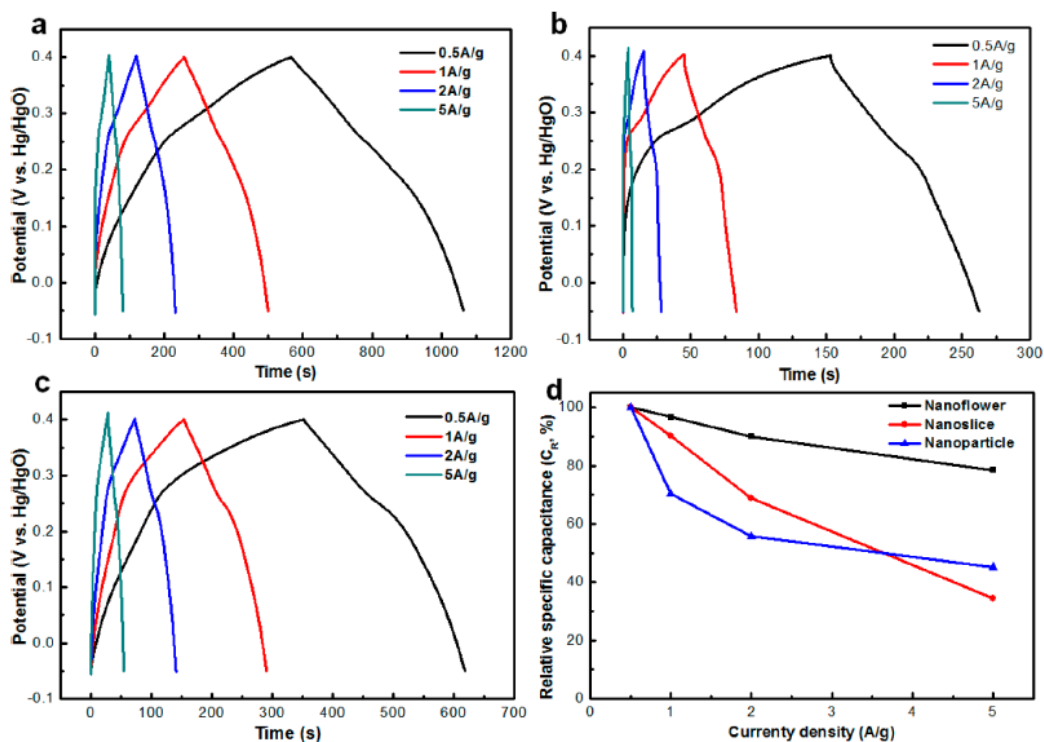 a
0.5A/g
1A/g
2A/g
5A/g
0.4
0.3
0.2
0.1
0.0
-0.1
Potential (V vs. Hg/HgO)
0
200
400
600
800
1000
1200
Time (s)
b
0.5A/g
1A/g
2A/g
5A/g
0.4
0.3
0.2
0.1
0.0
-0.1
Potential (V vs. Hg/HgO)
0
50
100
150
200
250
300
Time (s)
c
0.5A/g
1A/g
2A/g
5A/g
0.4
0.3
0.2
0.1
0.0
-0.1
Potential (V vs. Hg/HgO)
0
100
200
300
400
500
600
700
Time (s)
d
Nanoflower
Nanoslice
Nanoparticle
100
80
60
40
20
0
Relative specific capacitance (CR, %)
0
1
2
3
4
5
Currenty density (A/g)